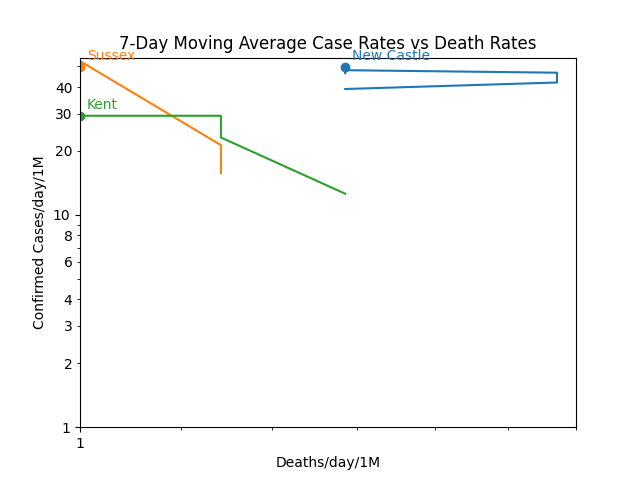 7-Day Moving Average Case Rates vs Death Rates
Sussex
New Castle
Kent
40
30
20
10
8
6
4
3
2
1
1
Confirmed Cases/day/1M
Deaths/day/1M